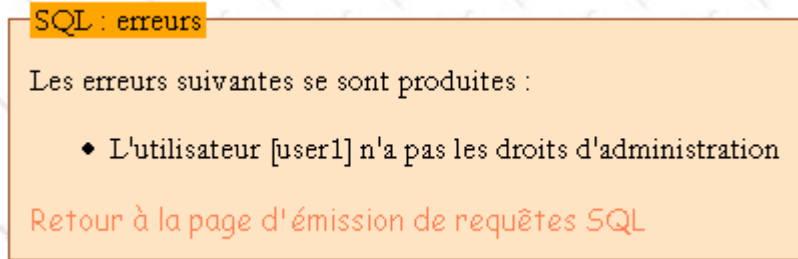 SQL : erreurs
Les erreurs suivantes se sont produites :
• L'utilisateur [user1] n'a pas les droits d'administration
Retour à la page d'émission de requêtes SQL